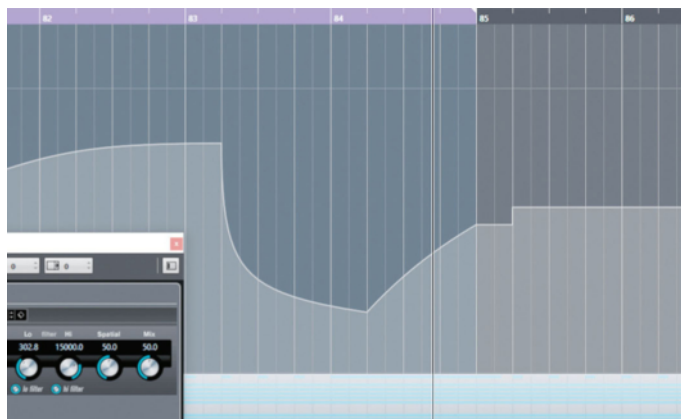 82 83 84 85 86
x
0 0
Lo filter Hi Spatial Mix
302.8 15000.0 50.0 50.0
lo filter hi filter